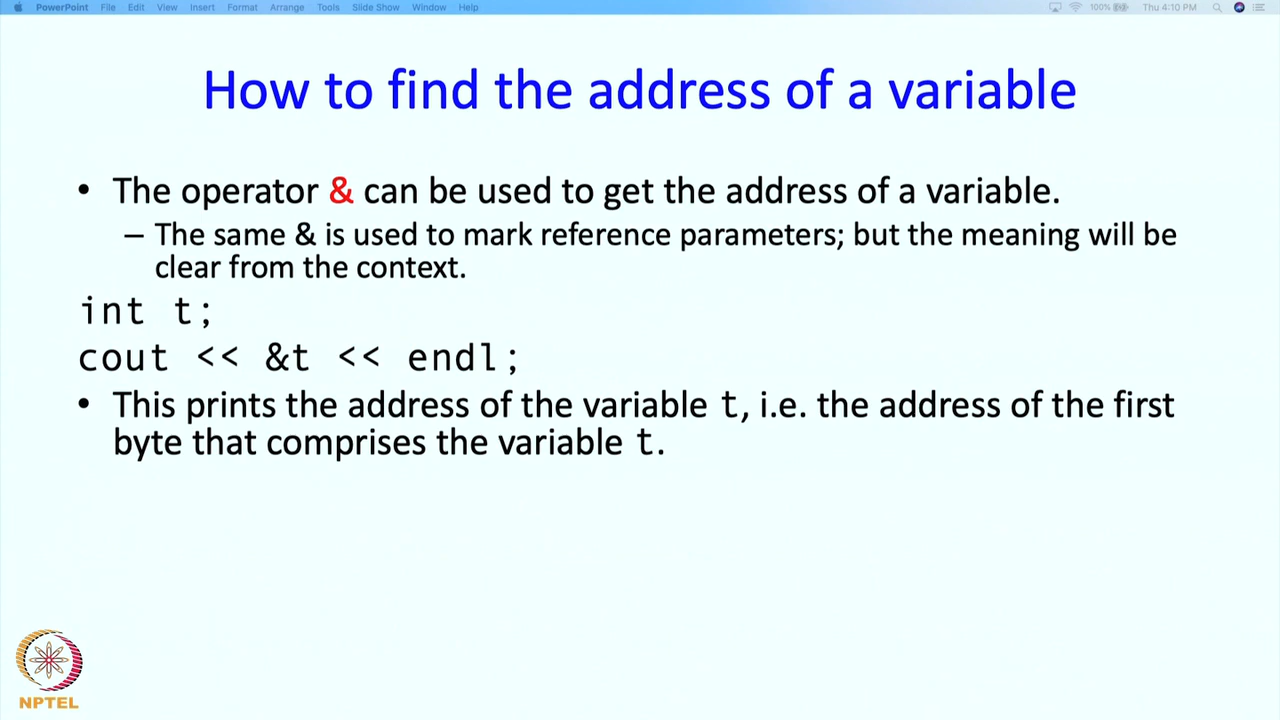 PowerPoint File Edit View Insert Format Arrange Tools Slide Show Window Help 100% Thu 4:10 PM
How to find the address of a variable
• The operator & can be used to get the address of a variable.
– The same & is used to mark reference parameters; but the meaning will be
clear from the context.
int t;
cout << &t << endl;
• This prints the address of the variable t, i.e. the address of the first
byte that comprises the variable t.
NPTEL